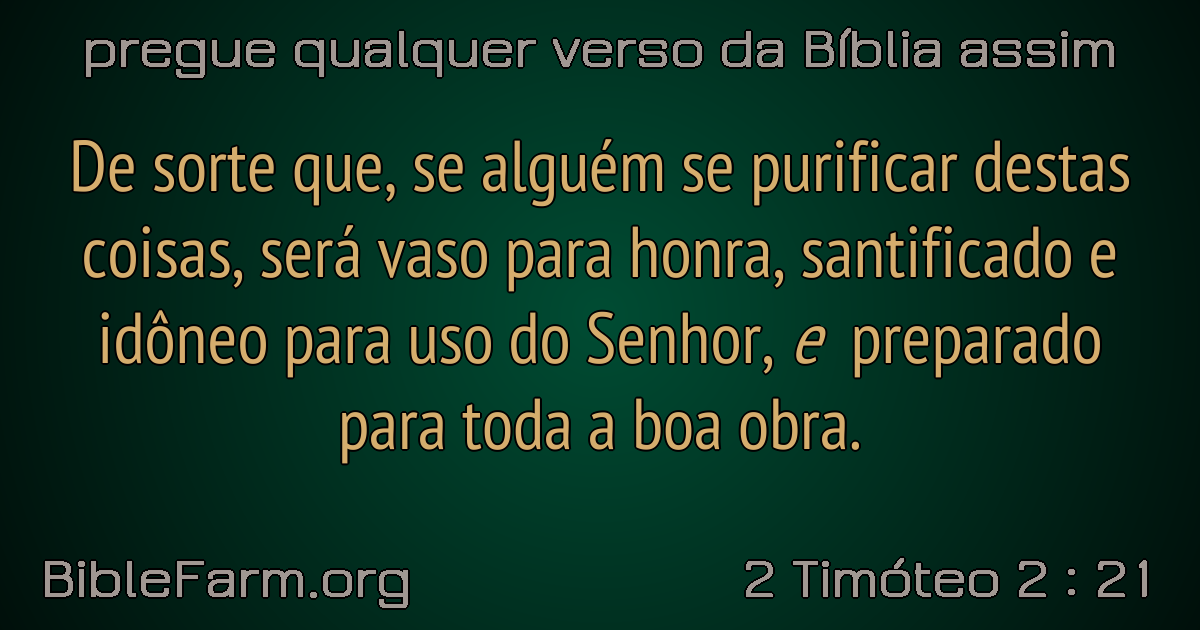 pregue qualquer verso da Bíblia assim
De sorte que, se alguém se purificar destas
coisas, será vaso para honra, santificado e
idôneo para uso do Senhor, e preparado
para toda a boa obra.
BibleFarm.org
2 Timóteo 2 : 21